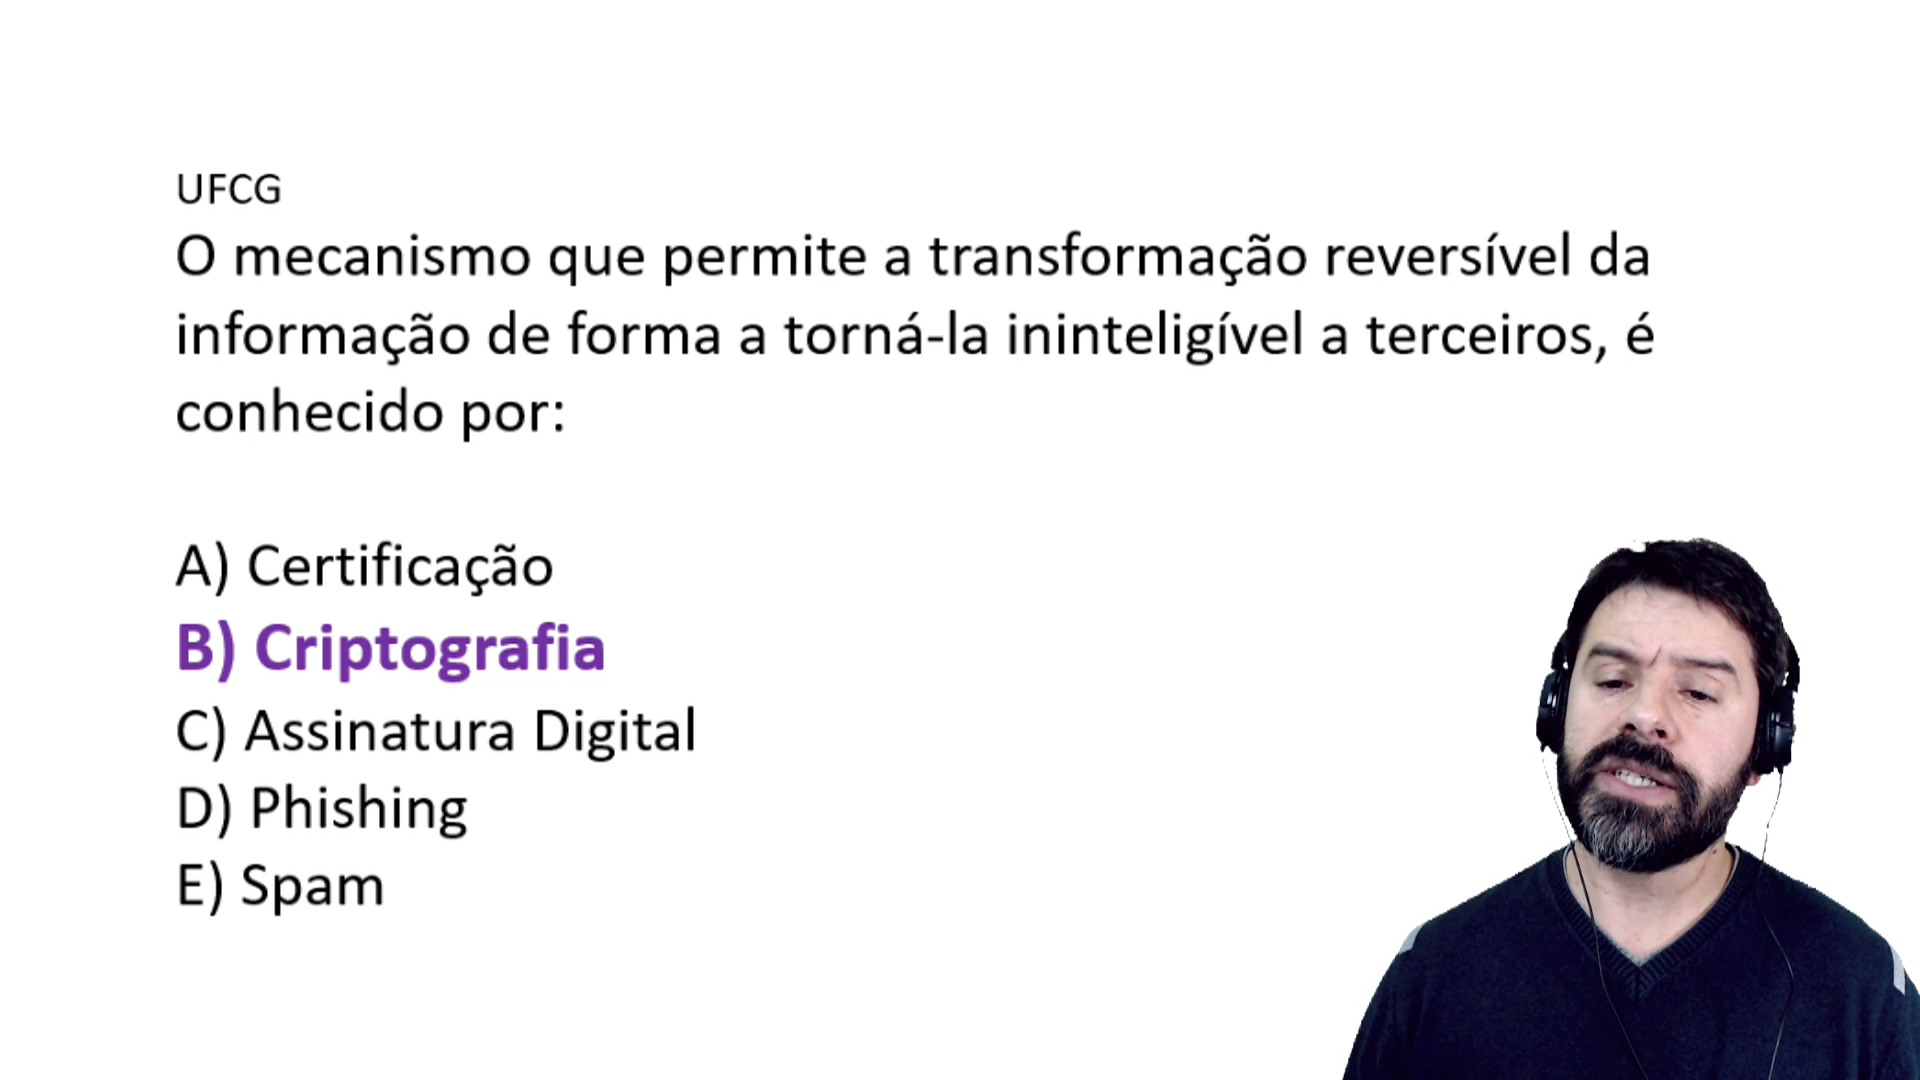 UFCG
O mecanismo que permite a transformação reversível da
informação de forma a torná-la ininteligível a terceiros, é
conhecido por:
A) Certificação
B) Criptografia
C) Assinatura Digital
D) Phishing
E) Spam